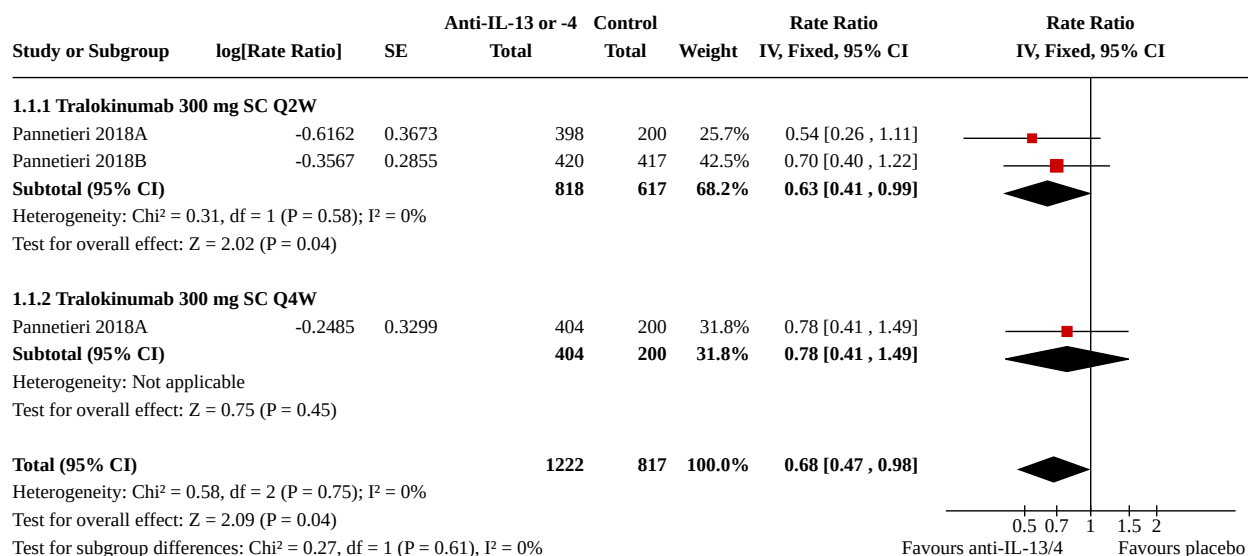 Anti-IL-13 or -4 Control Rate Ratio Rate Ratio
Study or Subgroup log[Rate Ratio] SE Total Total Weight IV, Fixed, 95% CI IV, Fixed, 95% CI
1.1.1 Tralokinumab 300 mg SC Q2W
Pannetieri 2018A -0.6162 0.3673 398 200 25.7% 0.54 [0.26 , 1.11]
Pannetieri 2018B -0.3567 0.2855 420 417 42.5% 0.70 [0.40 , 1.22]
Subtotal (95% CI) 818 617 68.2% 0.63 [0.41 , 0.99]
Heterogeneity: Chi² = 0.31, df = 1 (P = 0.58); I² = 0%
Test for overall effect: Z = 2.02 (P = 0.04)
1.1.2 Tralokinumab 300 mg SC Q4W
Pannetieri 2018A -0.2485 0.3299 404 200 31.8% 0.78 [0.41 , 1.49]
Subtotal (95% CI) 404 200 31.8% 0.78 [0.41 , 1.49]
Heterogeneity: Not applicable
Test for overall effect: Z = 0.75 (P = 0.45)
Total (95% CI) 1222 817 100.0% 0.68 [0.47 , 0.98]
Heterogeneity: Chi² = 0.58, df = 2 (P = 0.75); I² = 0%
Test for overall effect: Z = 2.09 (P = 0.04)
0.5 0.7 1 1.5 2
Test for subgroup differences: Chi² = 0.27, df = 1 (P = 0.61), I² = 0% Favours anti-IL-13/4 Favours placebo